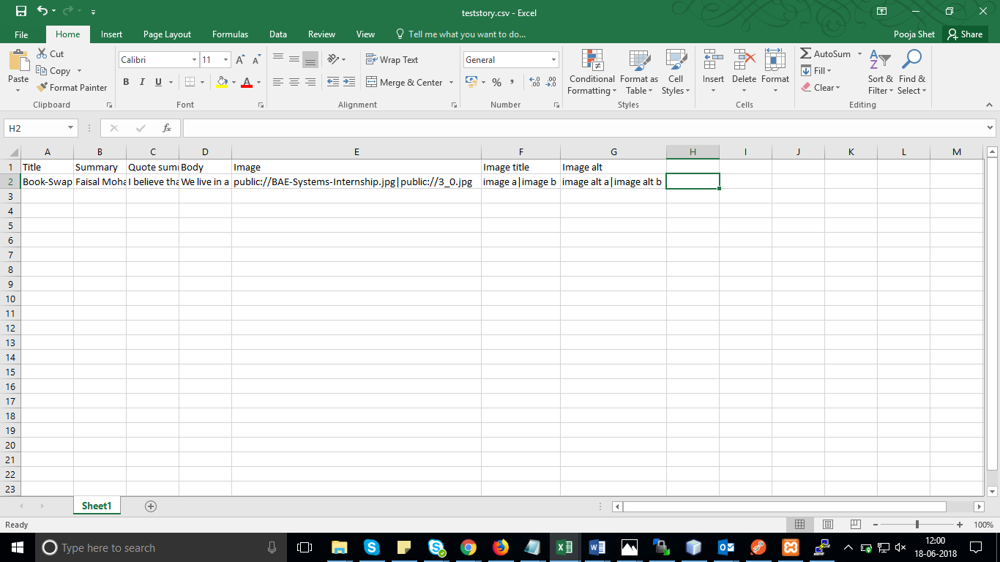 teststory.csv - Excel
File Home Insert Page Layout Formulas Data Review View Tell me what you want to do... Pooja Shet Share
Paste
Cut
Copy
Format Painter
Clipboard
Calibri 11
B I U
Font
Wrap Text
Merge & Center
Alignment
General
Number
Conditional Formatting
Format as Table
Cell Styles
Styles
Insert Delete Format
Cells
AutoSum
Fill
Clear
Sort & Filter
Find & Select
Editing
H2 fx
A B C D E F G H I J K L M
1 Title Summary Quote sum Body Image Image title Image alt
2 Book-Swap Faisal Moha I believe tha We live in a public://BAE-Systems-Internship.jpg|public://3_0.jpg image a|image b image alt a|image alt b
3
4
5
6
7
8
9
10
11
12
13
14
15
16
17
18
19
20
21
22
23
Sheet1
Ready 100%
Type here to search
12:00
18-06-2018